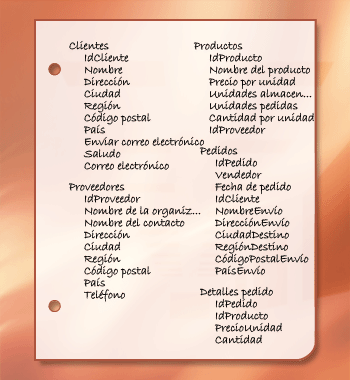 Clientes
IdCliente
Nombre
Dirección
Ciudad
Región
Código postal
País
Enviar correo electrónico
Saludo
Correo electrónico
Proveedores
IdProveedor
Nombre de la organiz...
Nombre del contacto
Dirección
Ciudad
Región
Código postal
País
Teléfono
Productos
IdProducto
Nombre del producto
Precio por unidad
Unidades almacen...
Unidades pedidas
Cantidad por unidad
IdProveedor
Pedidos
IdPedido
Vendedor
Fecha de pedido
IdCliente
NombreEnvío
DirecciónEnvío
CiudadDestino
RegiónDestino
CódigoPostalEnvío
PaísEnvío
Detalles pedido
IdPedido
IdProducto
PrecioUnidad
Cantidad